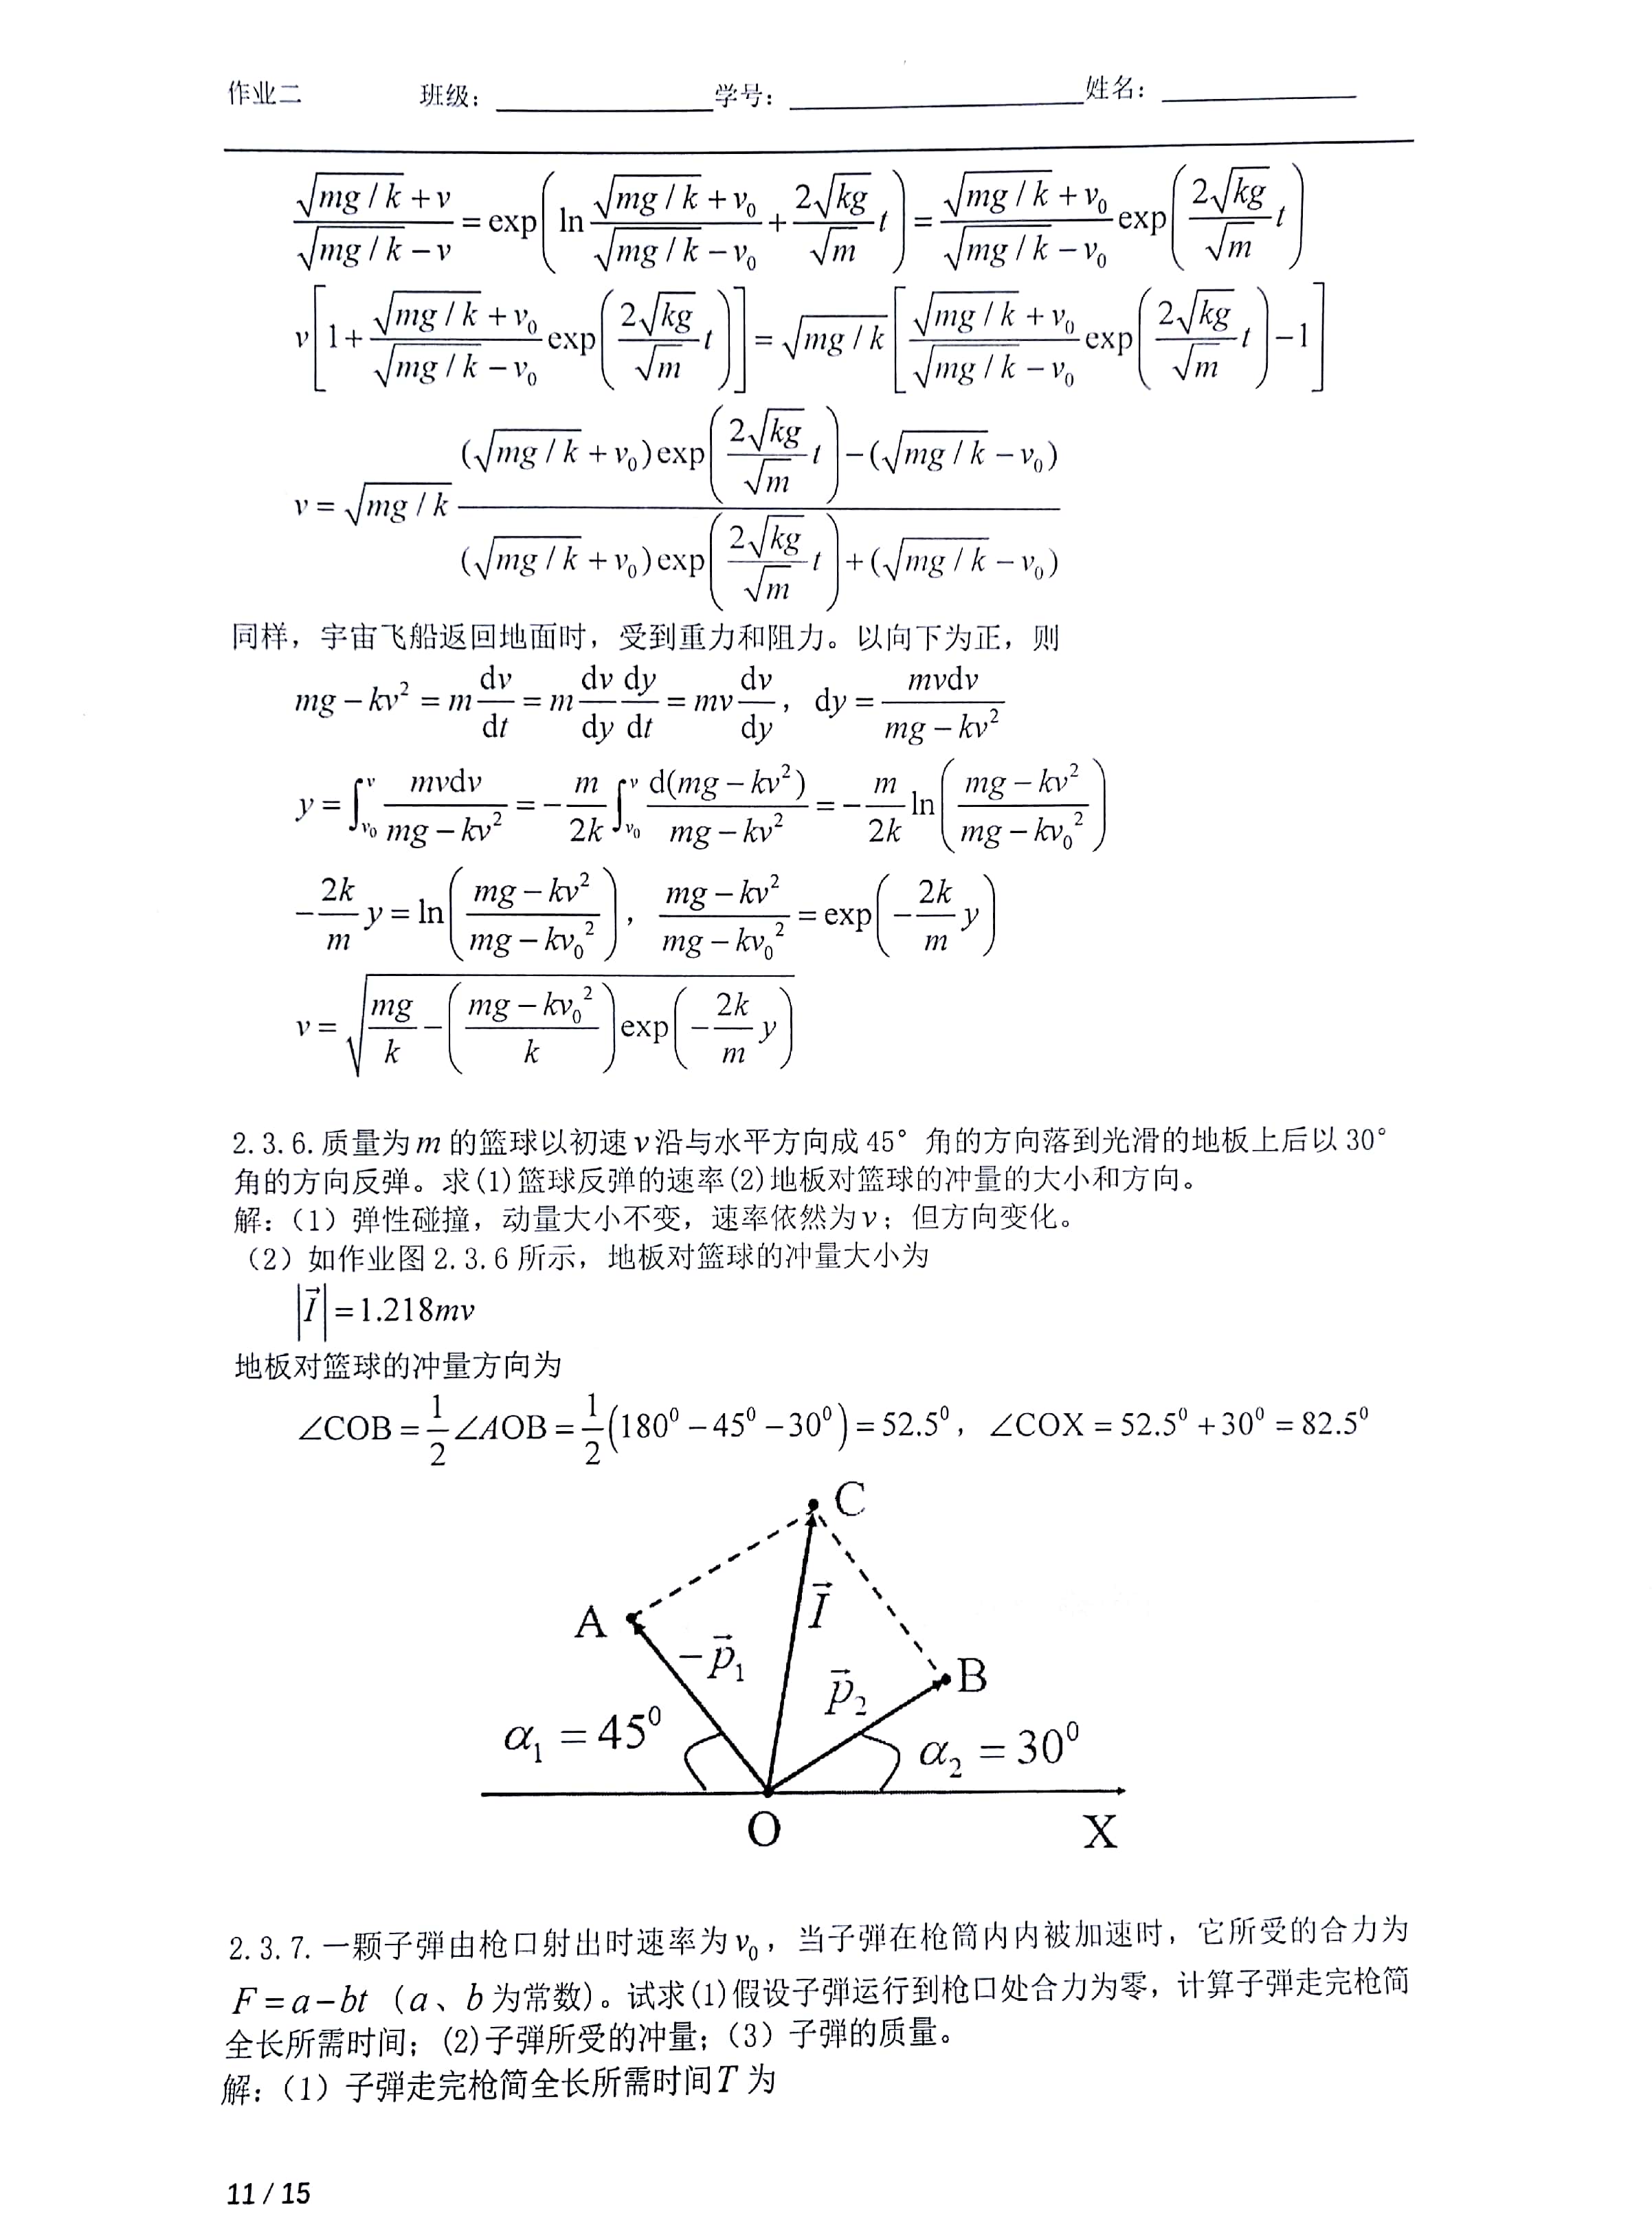 作业二 班级: 学号: 姓名:
\frac{\sqrt{mg/k}+v}{\sqrt{mg/k}-v}=\exp\left(\ln\frac{\sqrt{mg/k}+v_0}{\sqrt{mg/k}-v_0}+\frac{2\sqrt{kg}}{\sqrt{m}}t\right)=\frac{\sqrt{mg/k}+v_0}{\sqrt{mg/k}-v_0}\exp\left(\frac{2\sqrt{kg}}{\sqrt{m}}t\right)
v\left[1+\frac{\sqrt{mg/k}+v_0}{\sqrt{mg/k}-v_0}\exp\left(\frac{2\sqrt{kg}}{\sqrt{m}}t\right)\right]=\sqrt{mg/k}\left[\frac{\sqrt{mg/k}+v_0}{\sqrt{mg/k}-v_0}\exp\left(\frac{2\sqrt{kg}}{\sqrt{m}}t\right)-1\right]
v=\sqrt{mg/k}\frac{(\sqrt{mg/k}+v_0)\exp\left(\frac{2\sqrt{kg}}{\sqrt{m}}t\right)-(\sqrt{mg/k}-v_0)}{(\sqrt{mg/k}+v_0)\exp\left(\frac{2\sqrt{kg}}{\sqrt{m}}t\right)+(\sqrt{mg/k}-v_0)}
同样，宇宙飞船返回地面时，受到重力和阻力。以向下为正，则
mg-kv^2=m\frac{dv}{dt}=m\frac{dv}{dy}\frac{dy}{dt}=mv\frac{dv}{dy}，dy=\frac{mvdv}{mg-kv^2}
y=\int_{v_0}^{v}\frac{mvdv}{mg-kv^2}=-\frac{m}{2k}\int_{v_0}^{v}\frac{d(mg-kv^2)}{mg-kv^2}=-\frac{m}{2k}\ln\left(\frac{mg-kv^2}{mg-kv_0^2}\right)
-\frac{2k}{m}y=\ln\left(\frac{mg-kv^2}{mg-kv_0^2}\right)，\frac{mg-kv^2}{mg-kv_0^2}=\exp\left(-\frac{2k}{m}y\right)
v=\sqrt{\frac{mg}{k}-\left(\frac{mg-kv_0^2}{k}\right)\exp\left(-\frac{2k}{m}y\right)}
2.3.6.质量为m的篮球以初速v沿与水平方向成45°角的方向落到光滑的地板上后以30°
角的方向反弹。求(1)篮球反弹的速率(2)地板对篮球的冲量的大小和方向。
解:（1）弹性碰撞，动量大小不变，速率依然为v；但方向变化。
（2）如作业图2.3.6所示，地板对篮球的冲量大小为
|\vec{I}|=1.218mv
地板对篮球的冲量方向为
∠COB=\frac{1}{2}∠AOB=\frac{1}{2}(180^0-45^0-30^0)=52.5^0，∠COX=52.5^0+30^0=82.5^0
C
A
\vec{I}
-\vec{p}_1
B
\vec{p}_2
α_1=45^0
α_2=30^0
O
X
2.3.7.一颗子弹由枪口射出时速率为v_0，当子弹在枪筒内内被加速时，它所受的合力为
F=a-bt（a、b为常数)。试求(1)假设子弹运行到枪口处合力为零，计算子弹走完枪筒
全长所需时间；(2)子弹所受的冲量；（3）子弹的质量。
解:（1）子弹走完枪筒全长所需时间T为
11/15